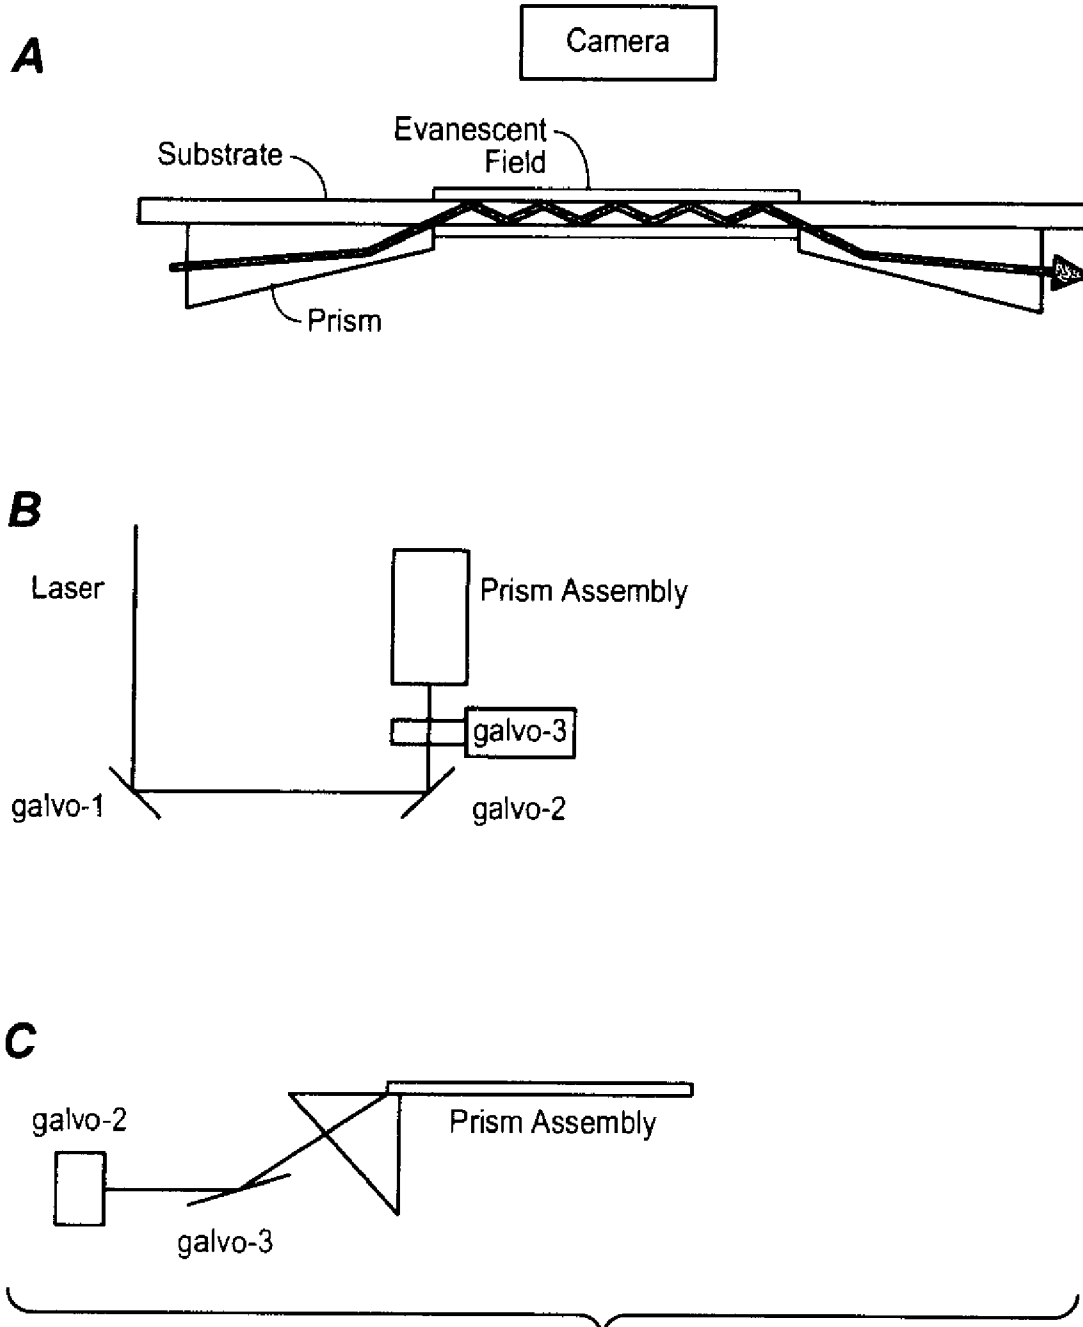 A
Camera
Evanescent
Field
Substrate
Prism
B
Laser
Prism Assembly
galvo-3
galvo-1
galvo-2
C
galvo-2
Prism Assembly
galvo-3